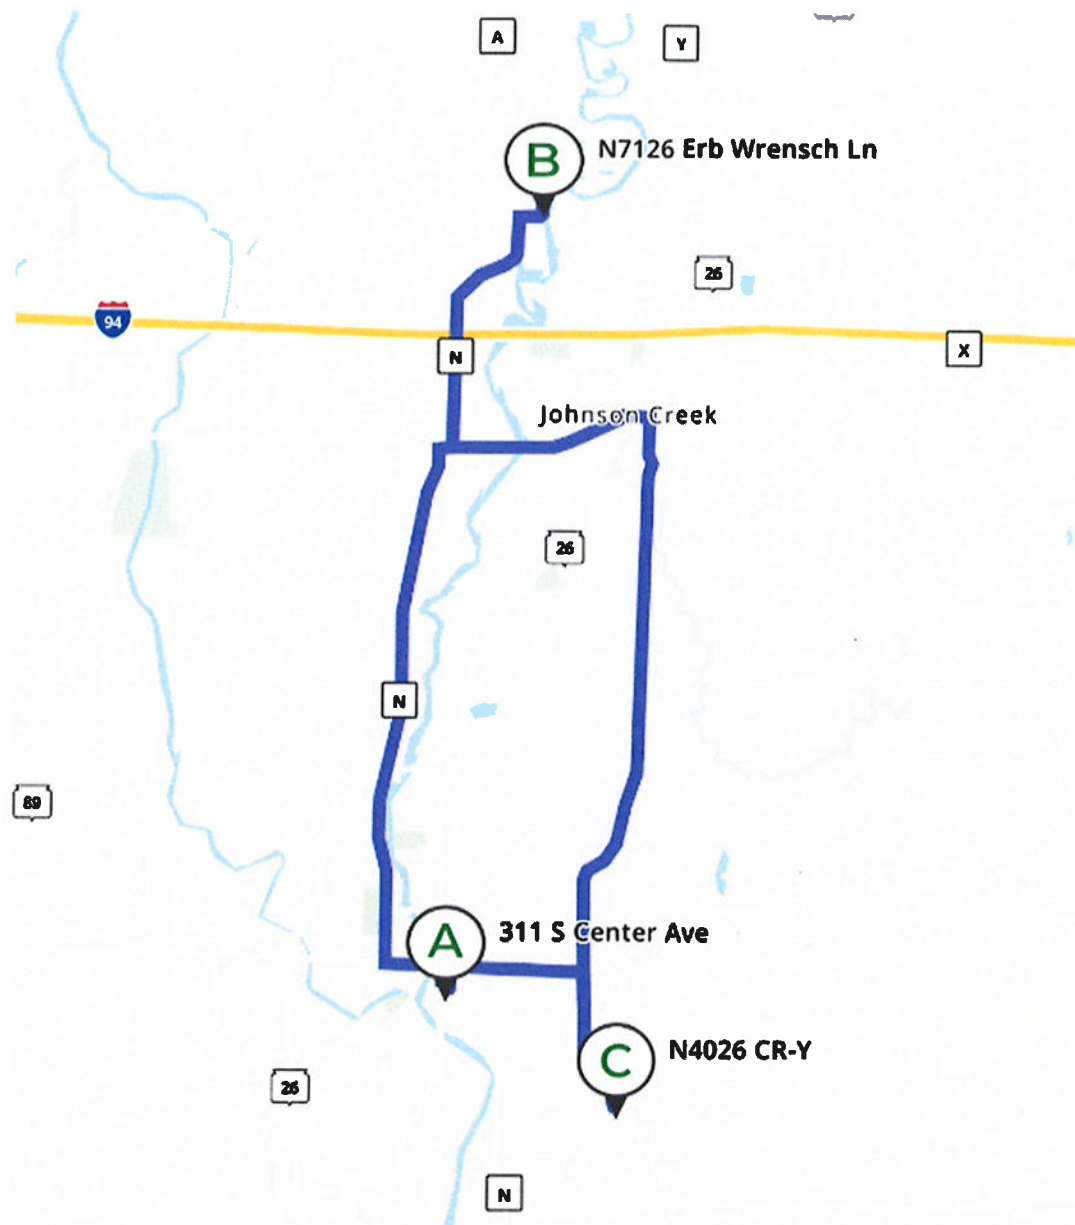 A
Y
B
N7126 Erb Wrensch Ln
26
94
N
X
Johnson Creek
26
N
89
A
311 S Center Ave
C
N4026 CR-Y
26
N